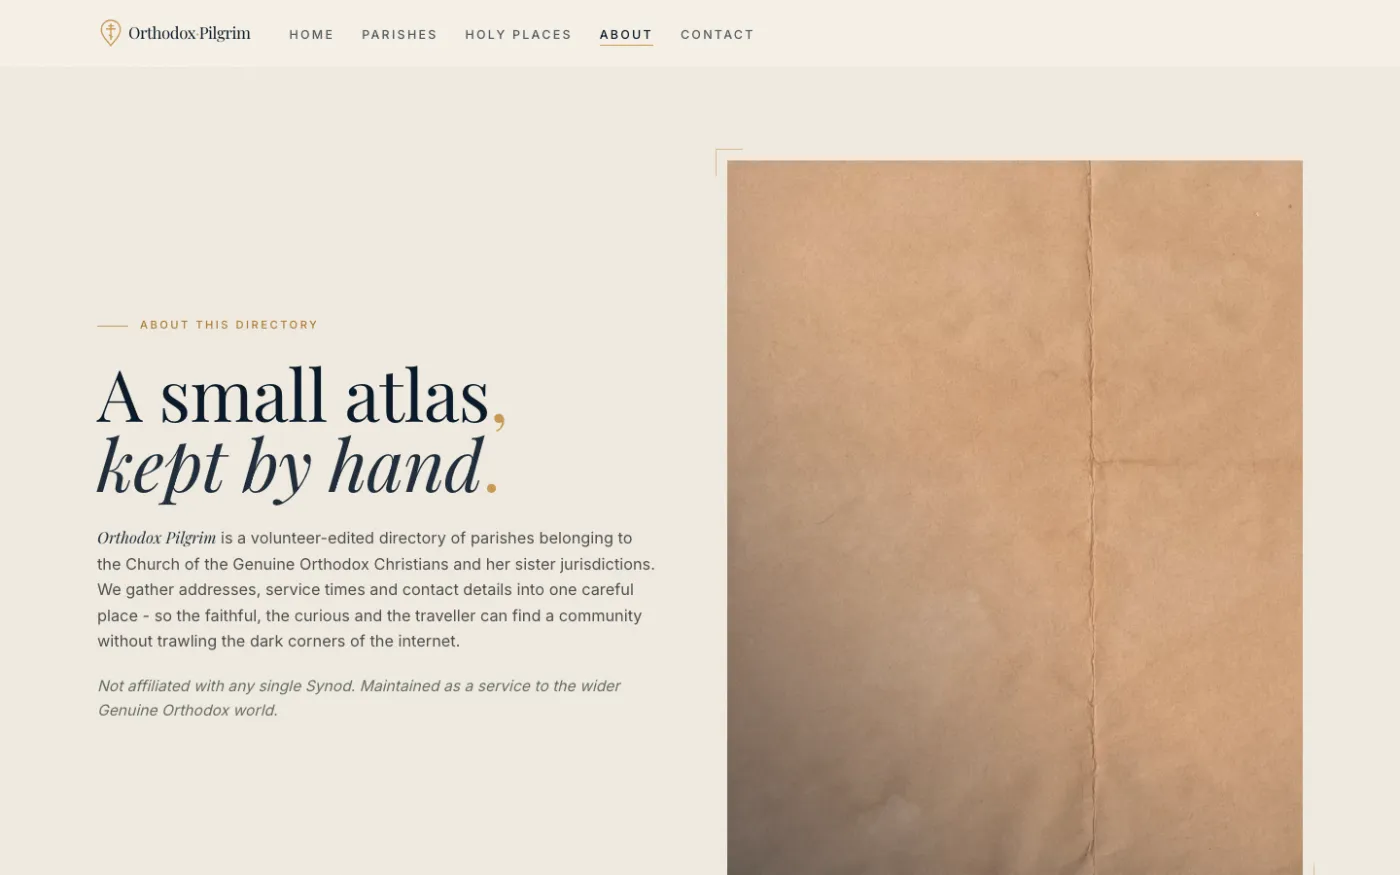 Orthodox·Pilgrim
HOME
PARISHES
HOLY PLACES
ABOUT
CONTACT
ABOUT THIS DIRECTORY
A small atlas,
kept by hand.
Orthodox Pilgrim is a volunteer-edited directory of parishes belonging to
the Church of the Genuine Orthodox Christians and her sister jurisdictions.
We gather addresses, service times and contact details into one careful
place - so the faithful, the curious and the traveller can find a community
without trawling the dark corners of the internet.
Not affiliated with any single Synod. Maintained as a service to the wider
Genuine Orthodox world.